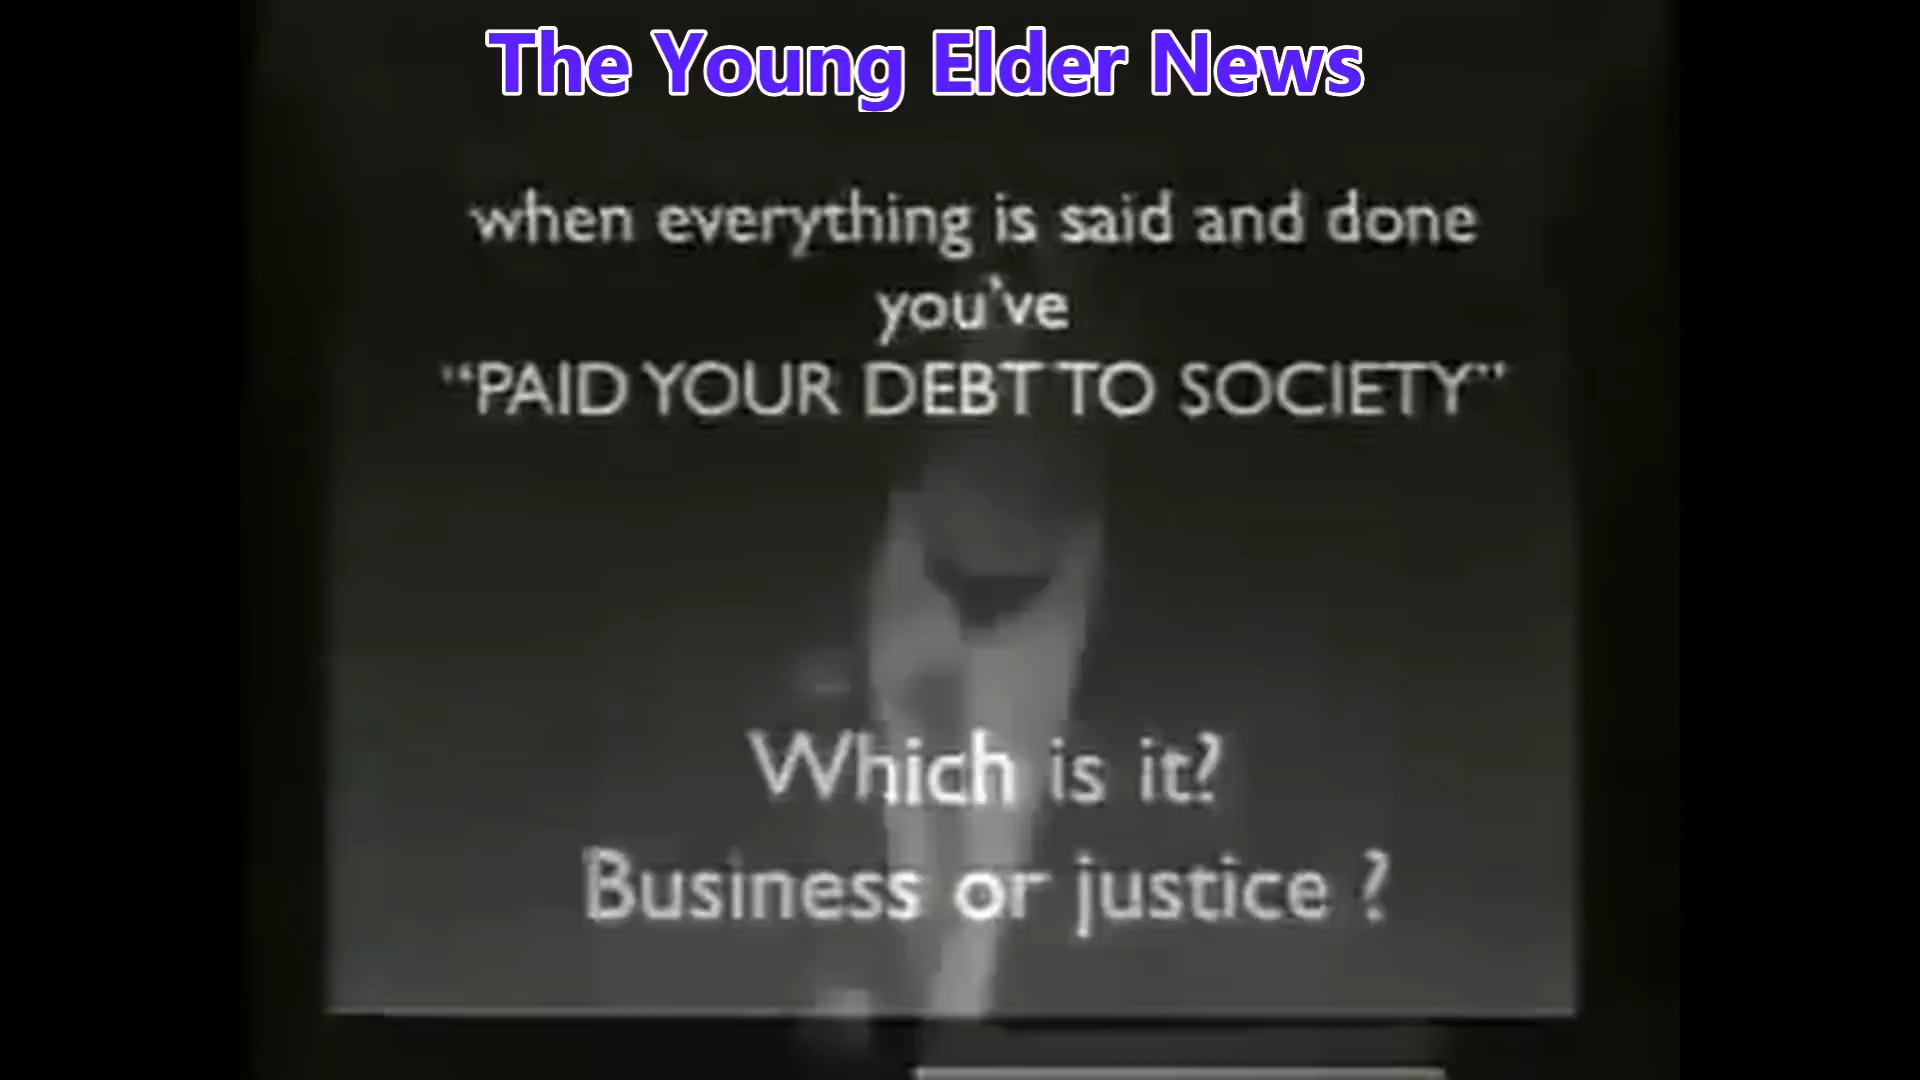 The Young Elder News
when everything is said and done
you've
"PAID YOUR DEBT TO SOCIETY"
Which is it?
Business or justice ?